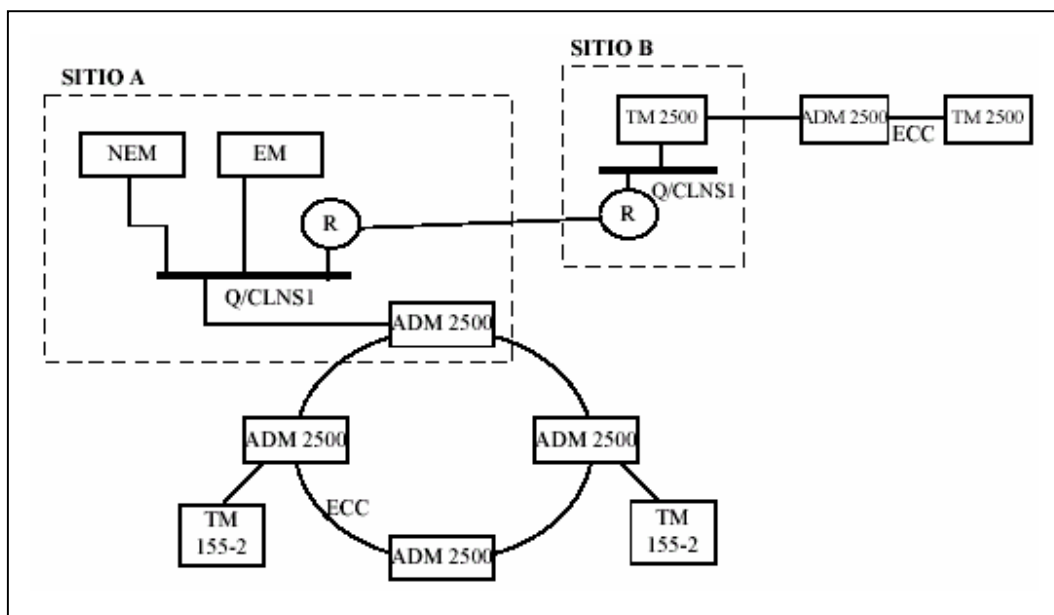 SITIO B
SITIO A
TM 2500
ADM 2500
TM 2500
ECC
NEM
EM
Q/CLNS1
R
R
Q/CLNS1
ADM 2500
ADM 2500
ADM 2500
ECC
TM
155-2
TM
155-2
ADM 2500